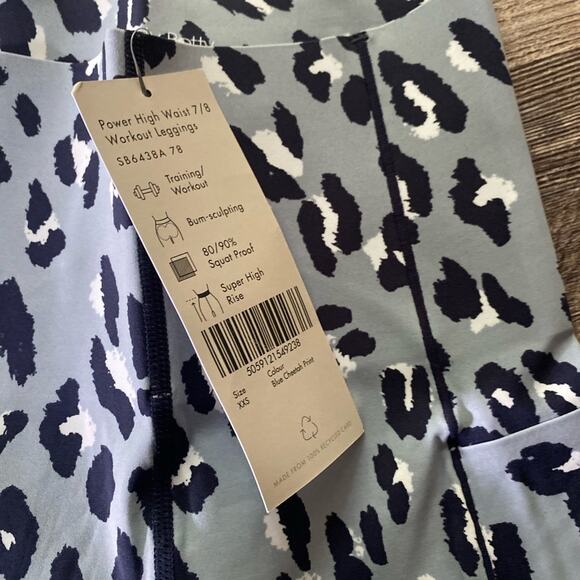 Power High Waist 7/8
Workout Leggings
SB6438A 78
Training/
Workout
Bum-sculpting
80/90%
Squat Proof
Super High
Rise
5059121549238
Size
XXS
Colour
Blue Cheetah Print
MADE FROM 100% RECYCLED CARD